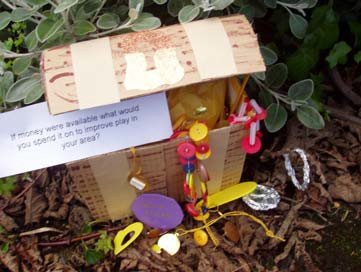 If money were available what would
you spend it on to improve play in
your area?